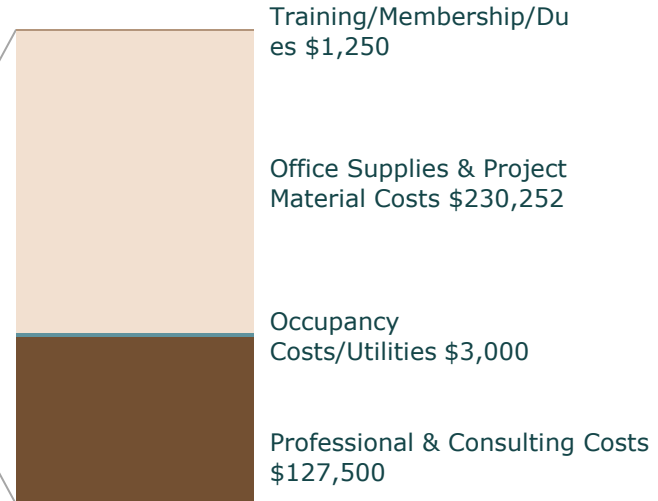 Training/Membership/Du
es $1,250
Office Supplies & Project
Material Costs $230,252
Occupancy
Costs/Utilities $3,000
Professional & Consulting Costs
$127,500